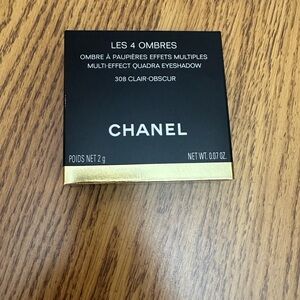 LES 4 OMBRES
OMBRE À PAUPIÈRES EFFETS MULTIPLES
MULTI-EFFECT QUADRA EYESHADOW
308 CLAIR-OBSCUR
CHANEL
POIDS NET 2 g NET WT. 0.07 OZ.